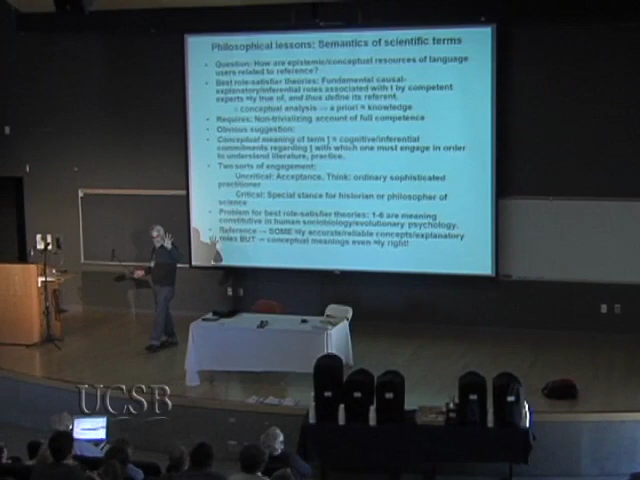 Philosophical lessons: Semantics of scientific terms
Question: How are epistemic/conceptual resources of language
users related to reference?
Best role-satisfier theories: Fundamental causal-
explanatory/inferential roles associated with t by competent
experts ≈ly true of, and thus define its referent.
conceptual analysis → a priori ≈ knowledge
Requires: Non-trivializing account of full competence
Obvious suggestion:
Conceptual meaning of term t = cognitive/inferential
commitments regarding t with which one must engage in order
to understand literature, practice.
Two sorts of engagement:
Uncritical: Acceptance. Think: ordinary sophisticated
practitioner
Critical: Special stance for historian or philosopher of
science
Problem for best role-satisfier theories: 1-6 are meaning
constitutive in human sociobiology/evolutionary psychology.
Reference → SOME ≈ly accurate/reliable concepts/explanatory
roles BUT conceptual meanings even ≈ly right!
UCSB